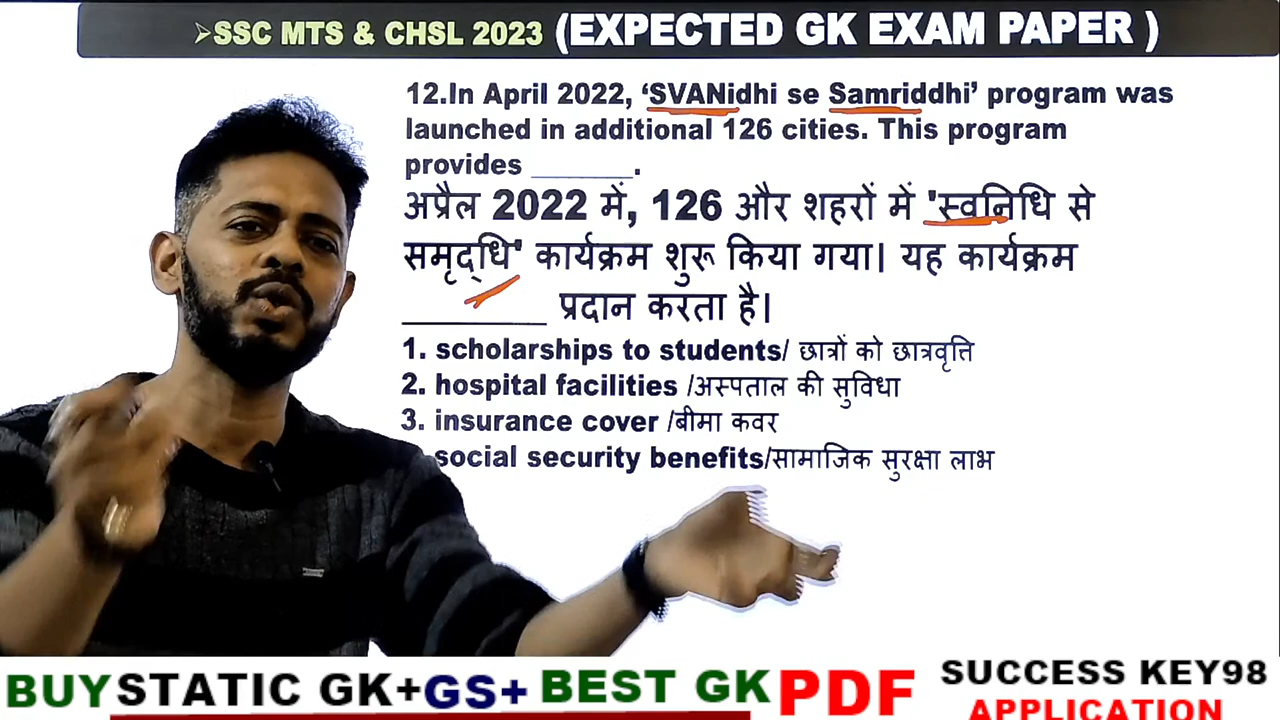 ➢SSC MTS & CHSL 2023 (EXPECTED GK EXAM PAPER )
12.In April 2022, ‘SVANidhi se Samriddhi’ program was
launched in additional 126 cities. This program
provides ________.
अप्रैल 2022 में, 126 और शहरों में 'स्वनिधि से
समृद्धि' कार्यक्रम शुरू किया गया। यह कार्यक्रम
________ प्रदान करता है।
1. scholarships to students/ छात्रों को छात्रवृत्ति
2. hospital facilities /अस्पताल की सुविधा
3. insurance cover /बीमा कवर
social security benefits/सामाजिक सुरक्षा लाभ
BUY STATIC GK+GS+ BEST GK PDF SUCCESS KEY98
APPLICATION